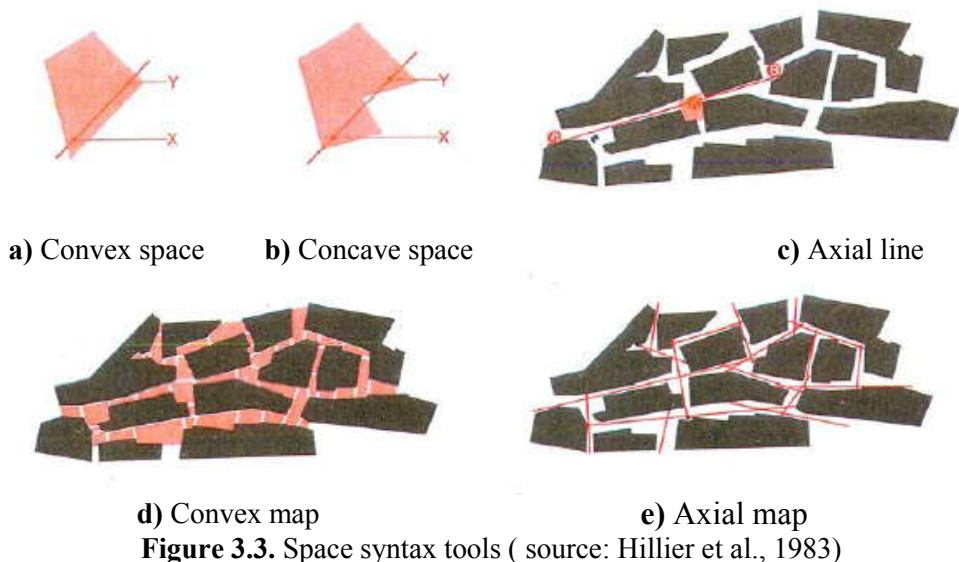 Y
X
Y
X
a) Convex space
b) Concave space
c) Axial line
d) Convex map
e) Axial map
Figure 3.3. Space syntax tools ( source: Hillier et al., 1983)